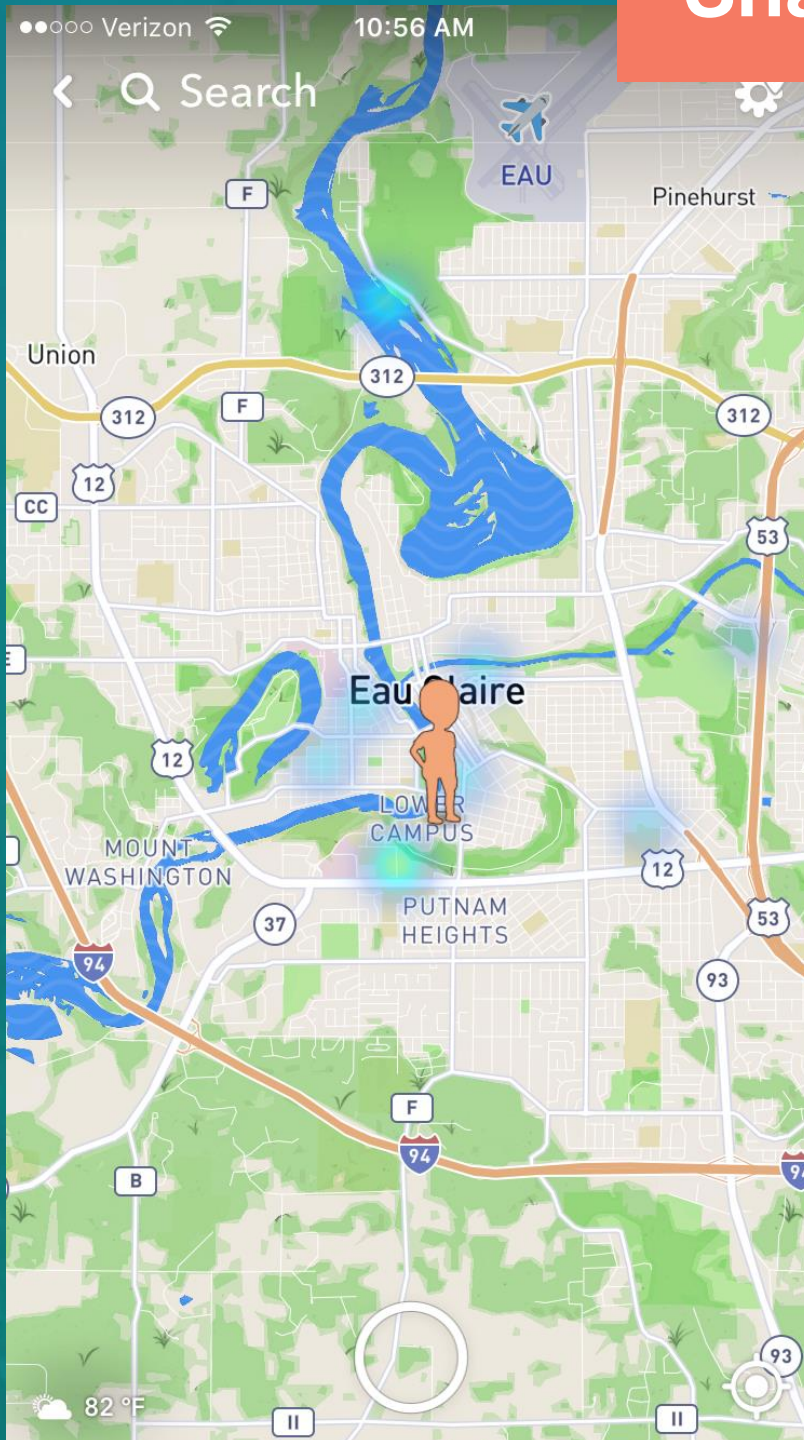 Verizon
10:56 AM
Search
EAU
F
Pinehurst
Union
312
312
F
312
12
CC
53
Eau Claire
12
LOWER
CAMPUS
MOUNT
WASHINGTON
12
PUTNAM
HEIGHTS
37
53
94
93
F
94
94
B
93
82 °F
II
II